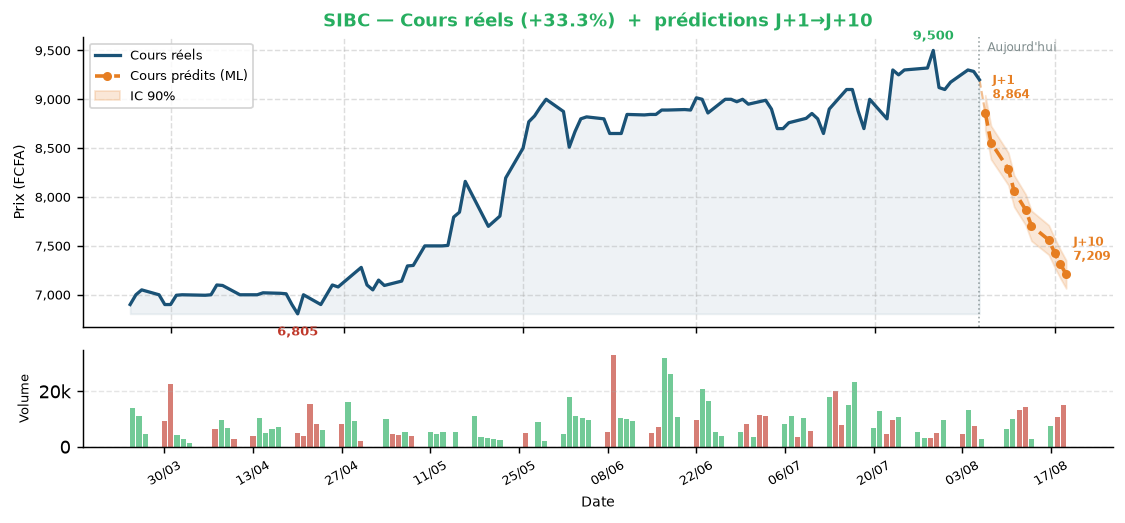 SIBC — Cours réels (+33.3%)  +  prédictions J+1→J+10
Cours réels
Cours prédits (ML)
IC 90%
9,500
Aujourd'hui
J+1
8,864
J+10
7,209
6,805
Prix (FCFA)
9,500
9,000
8,500
8,000
7,500
7,000
Volume
20k
0
30/03
13/04
27/04
11/05
25/05
08/06
22/06
06/07
20/07
03/08
17/08
Date